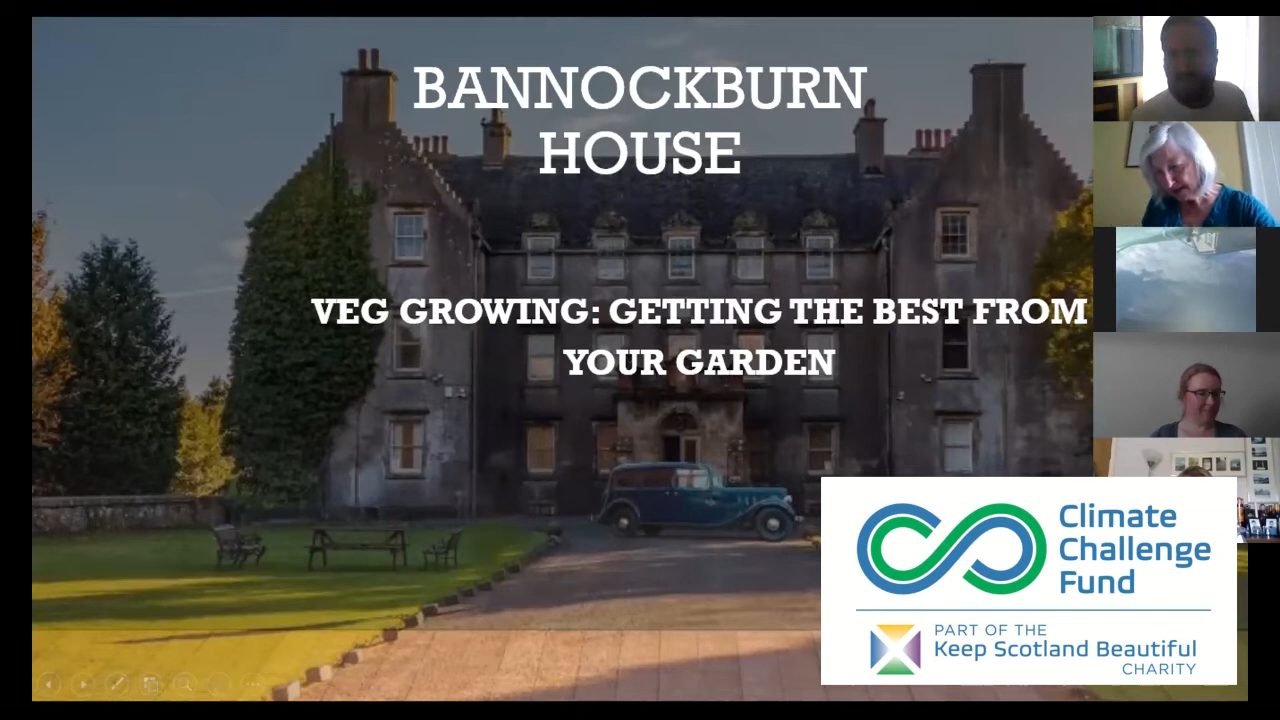 BANNOCKBURN
HOUSE
VEG GROWING: GETTING THE BEST FROM
YOUR GARDEN
Climate
Challenge
Fund
PART OF THE
Keep Scotland Beautiful
CHARITY